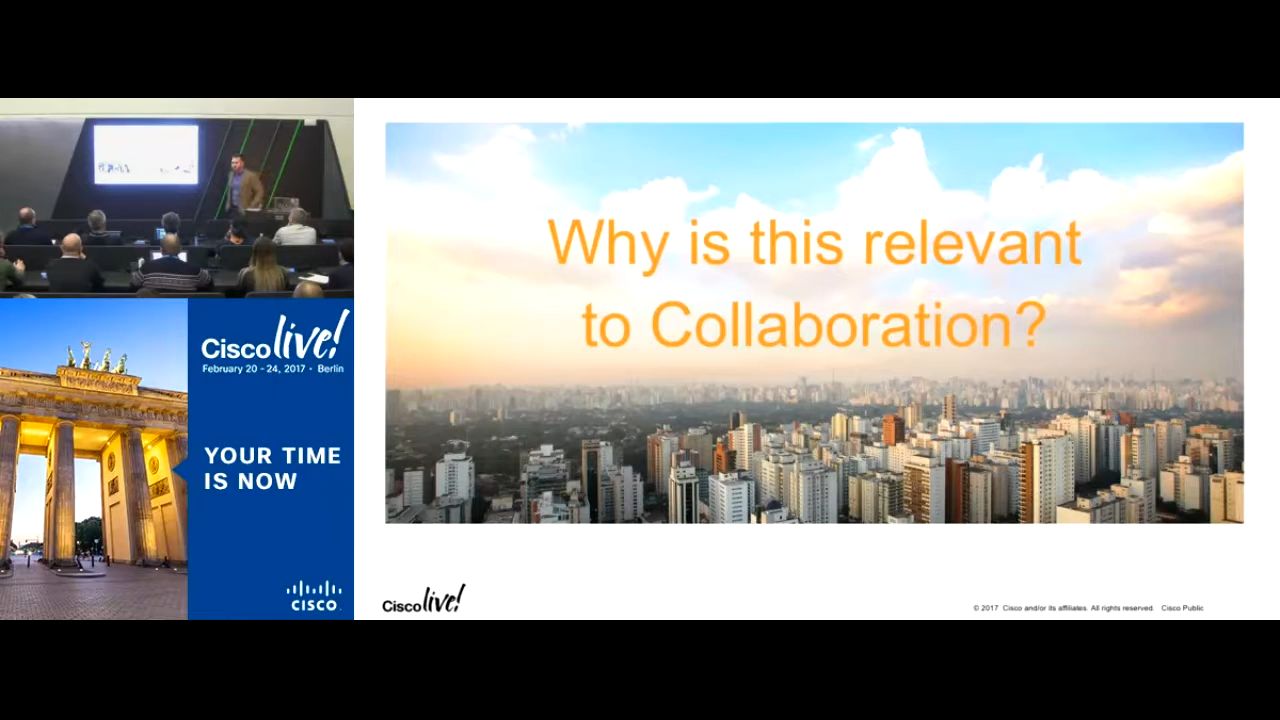 Cisco live!
February 20 - 24, 2017 • Berlin
YOUR TIME
IS NOW
CISCO
Why is this relevant
to Collaboration?
Cisco live!
© 2017 Cisco and/or its affiliates. All rights reserved. Cisco Public